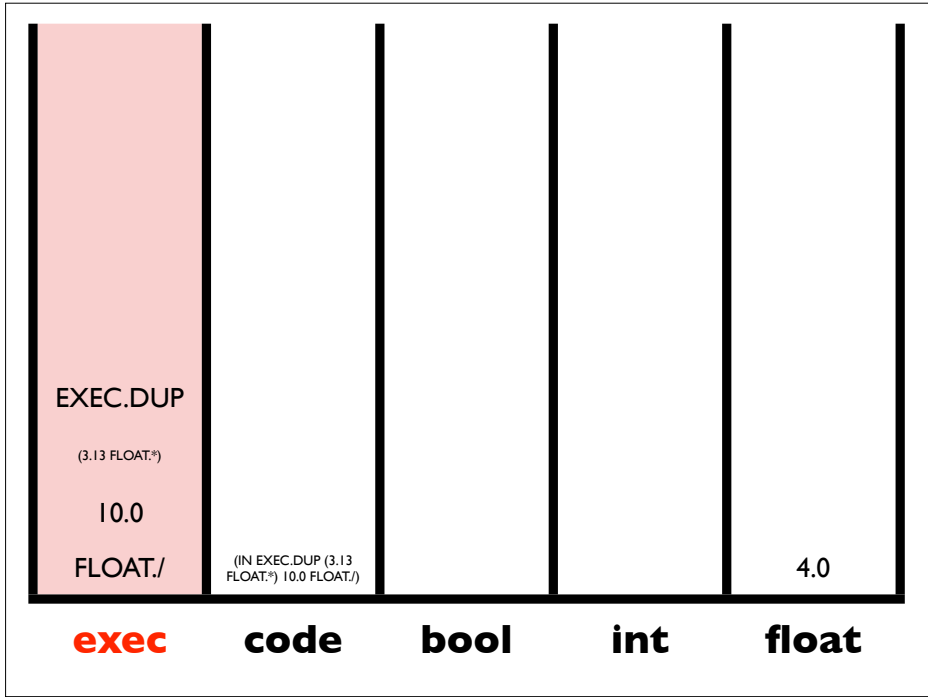 EXEC.DUP
(3.13 FLOAT.*)
10.0
FLOAT./
(IN EXEC.DUP (3.13
FLOAT.*) 10.0 FLOAT./)
4.0
exec code bool int float